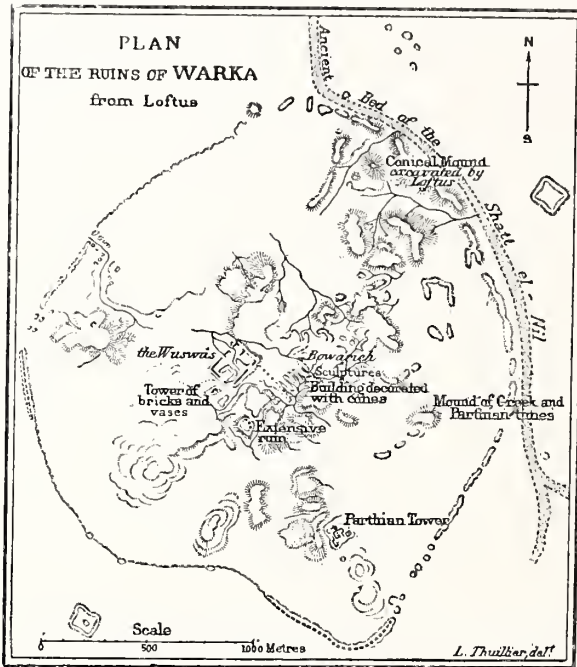 PLAN
OF THE RUINS OF WARKA
from Loftus
N
S
Ancient Bed of the Shatt el-Nil
Conical Mound
excavated by
Loftus
the Wuswâs
Bowarieh
Sculptures
Building decorated
with cones
Tower of
bricks and
vases
Extensive
ruin
Mound of Greek and
Parthian times
Parthian Tower
Scale
0 500 1000 Metres
L. Thuillier, delt.